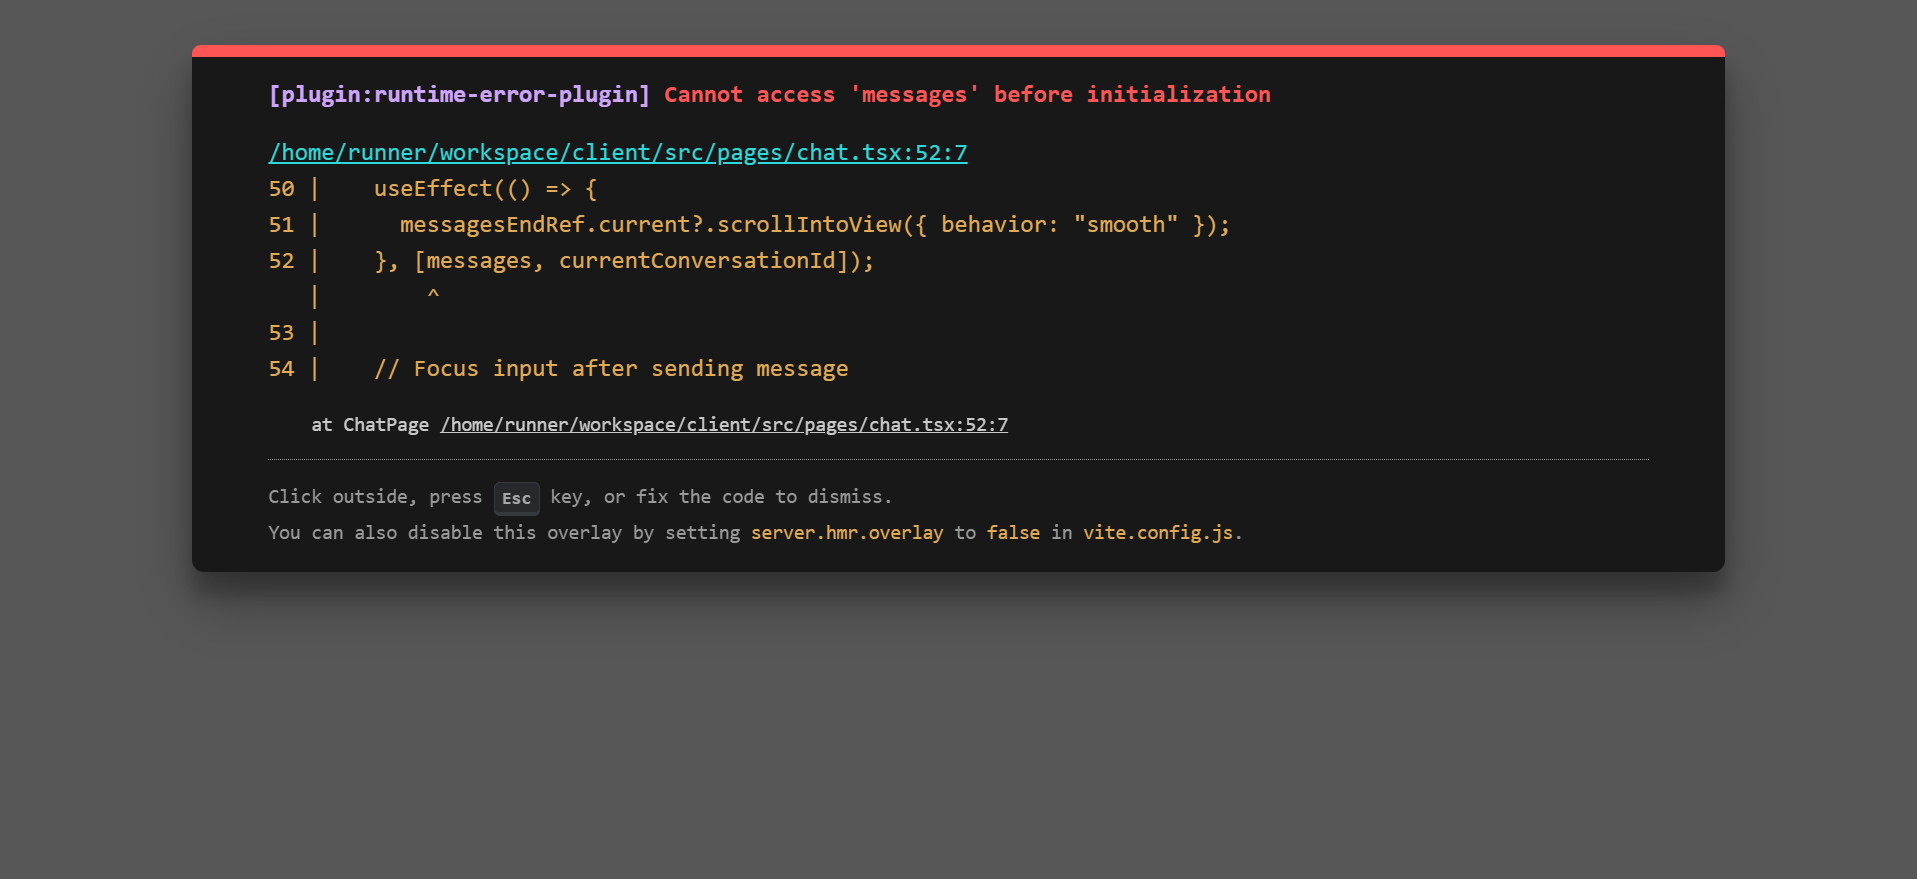 [plugin:runtime-error-plugin] Cannot access 'messages' before initialization
/home/runner/workspace/client/src/pages/chat.tsx:52:7
50 |    useEffect(() => {
51 |      messagesEndRef.current?.scrollIntoView({ behavior: "smooth" });
52 |    }, [messages, currentConversationId]);
   |        ^
53 |
54 |    // Focus input after sending message
at ChatPage /home/runner/workspace/client/src/pages/chat.tsx:52:7
Click outside, press Esc key, or fix the code to dismiss.
You can also disable this overlay by setting server.hmr.overlay to false in vite.config.js.